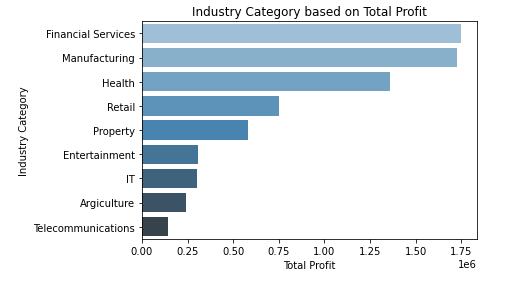 Industry Category based on Total Profit
Industry Category
Financial Services
Manufacturing
Health
Retail
Property
Entertainment
IT
Argiculture
Telecommunications
0.00 0.25 0.50 0.75 1.00 1.25 1.50 1.75
1e6
Total Profit